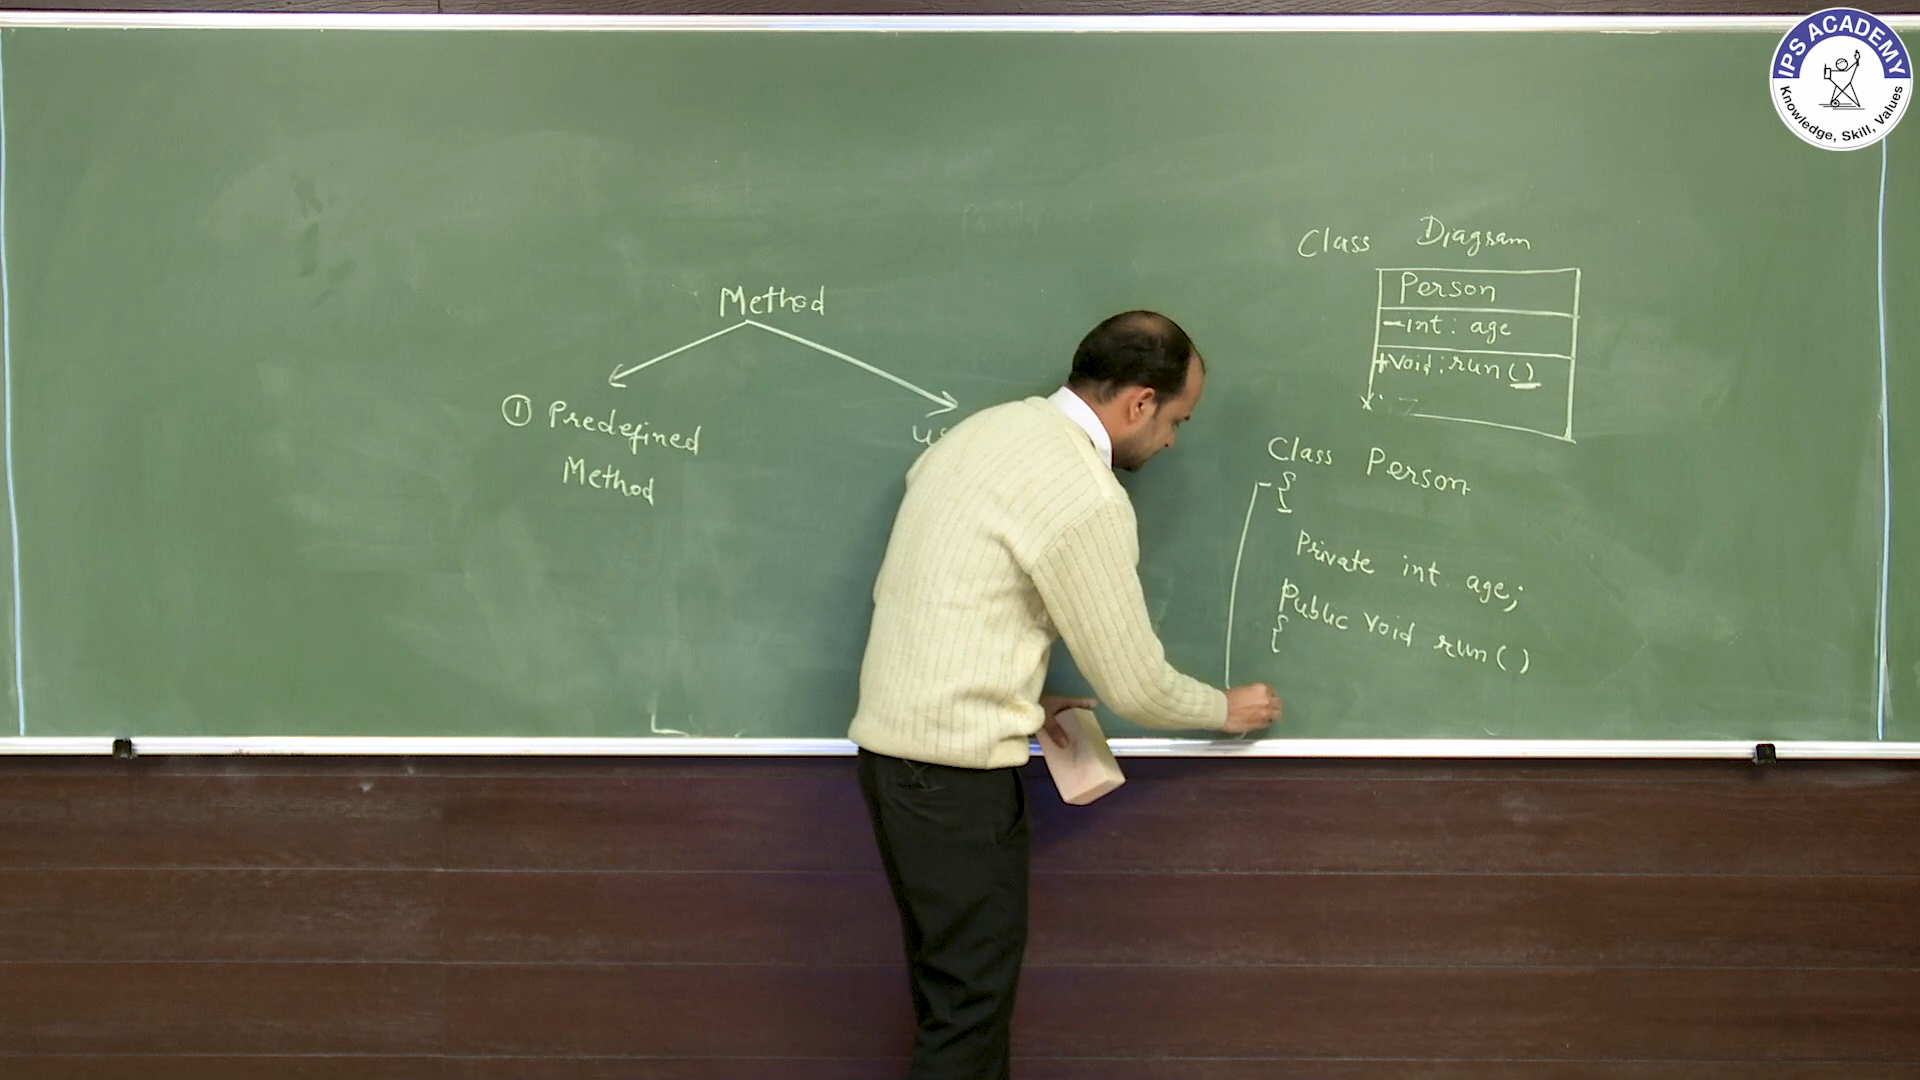 IPS ACADEMY
Knowledge, Skill, Values
Method
① Predefined
Method
Class Diagram
Person
-int: age
+void: run()
Class Person
{
Private int age;
Public void run()
{